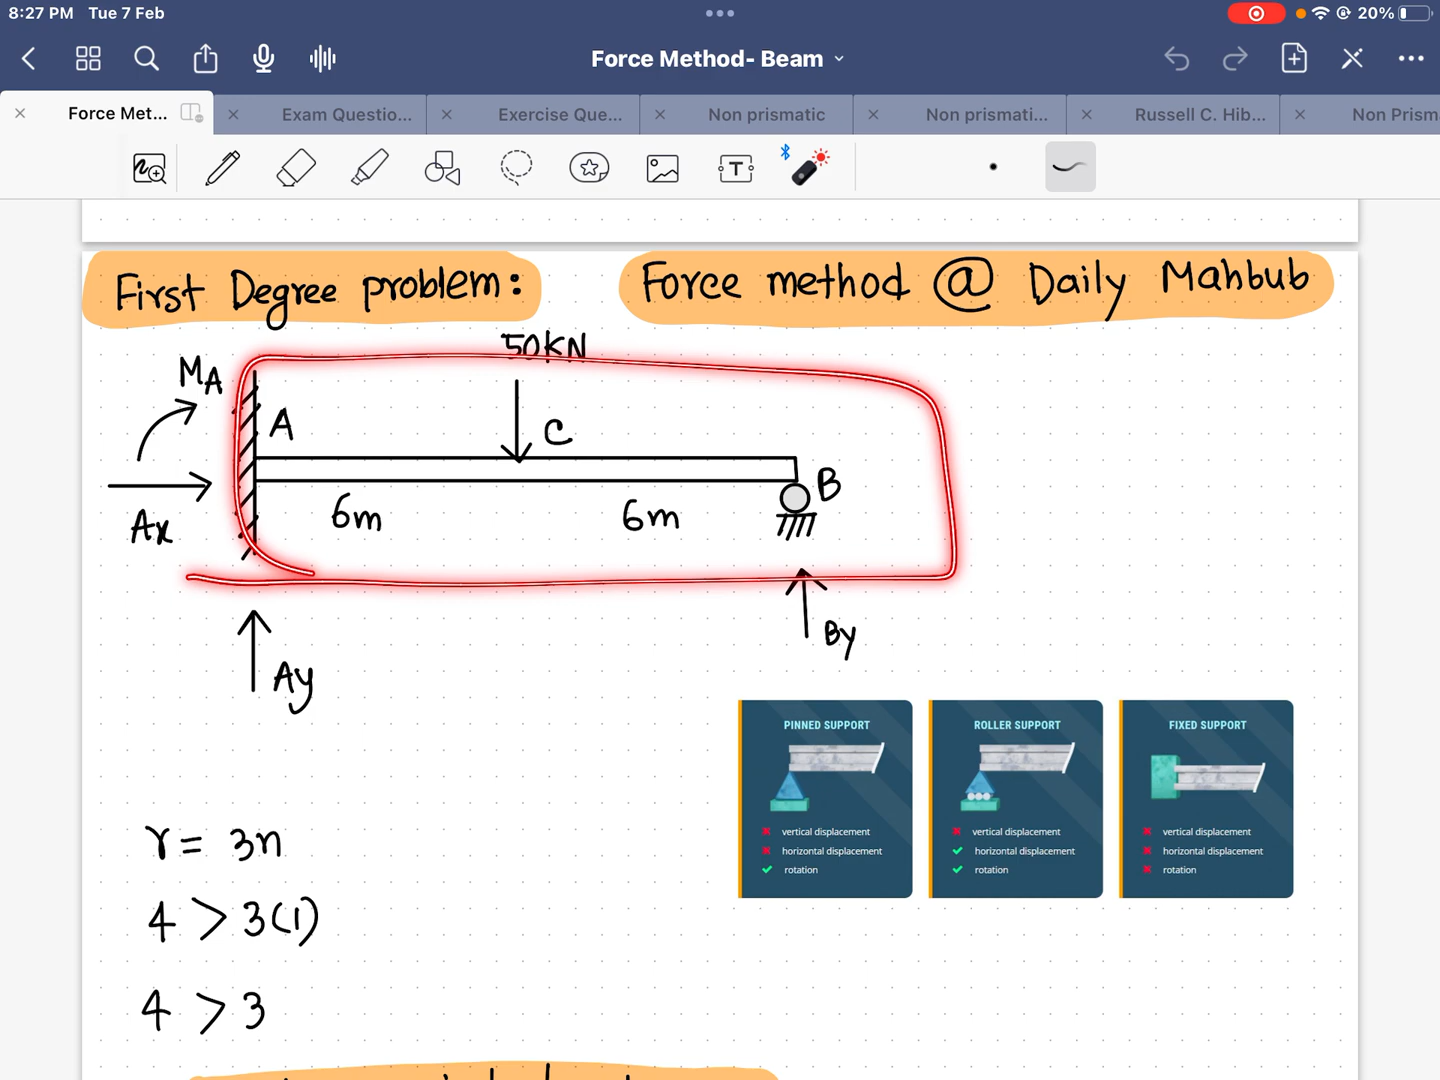 8:27 PM Tue 7 Feb
20%
Force Method- Beam
Force Met...
Exam Questio...
Exercise Que...
Non prismatic
Non prismati...
Russell C. Hib...
Non Prism
T
First Degree problem:
Force method @ Daily Mahbub
50KN
MA
A
C
B
Ax
6m
6m
By
Ay
PINNED SUPPORT
vertical displacement
horizontal displacement
rotation
ROLLER SUPPORT
vertical displacement
horizontal displacement
rotation
FIXED SUPPORT
vertical displacement
horizontal displacement
rotation
r = 3n
4 > 3(1)
4 > 3